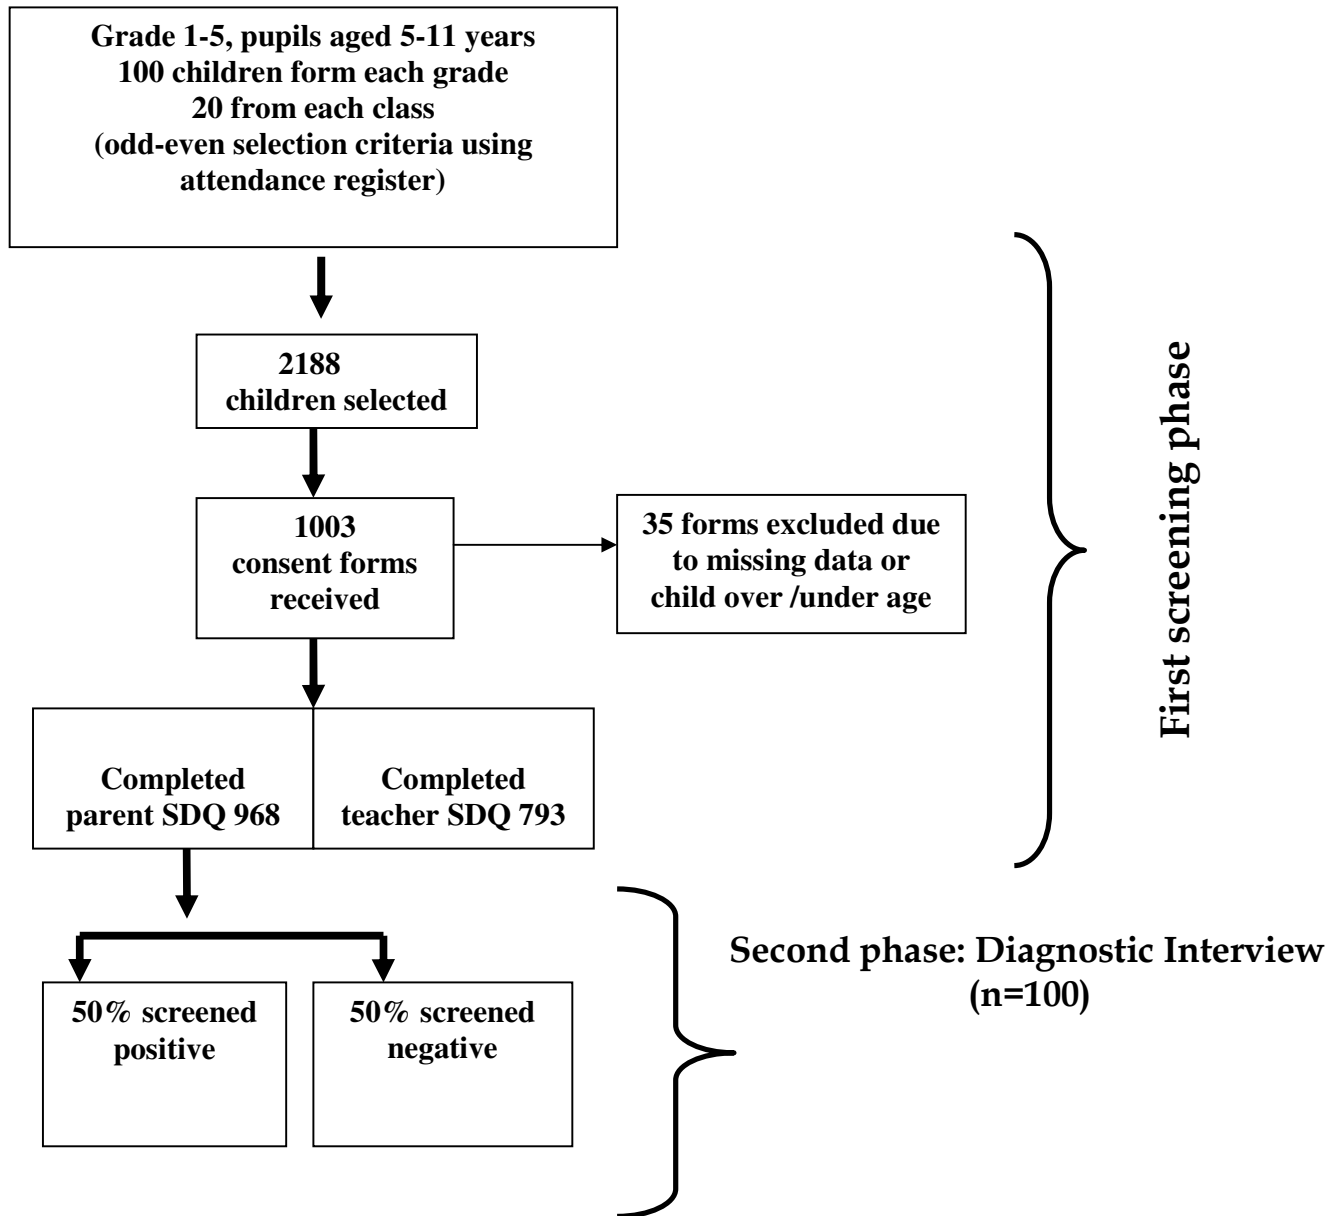 Grade 1-5, pupils aged 5-11 years
100 children form each grade
20 from each class
(odd-even selection criteria using
attendance register)
2188
children selected
1003
consent forms
received
35 forms excluded due
to missing data or
child over /under age
First screening phase
Completed
parent SDQ 968
Completed
teacher SDQ 793
Second phase: Diagnostic Interview
(n=100)
50% screened
positive
50% screened
negative